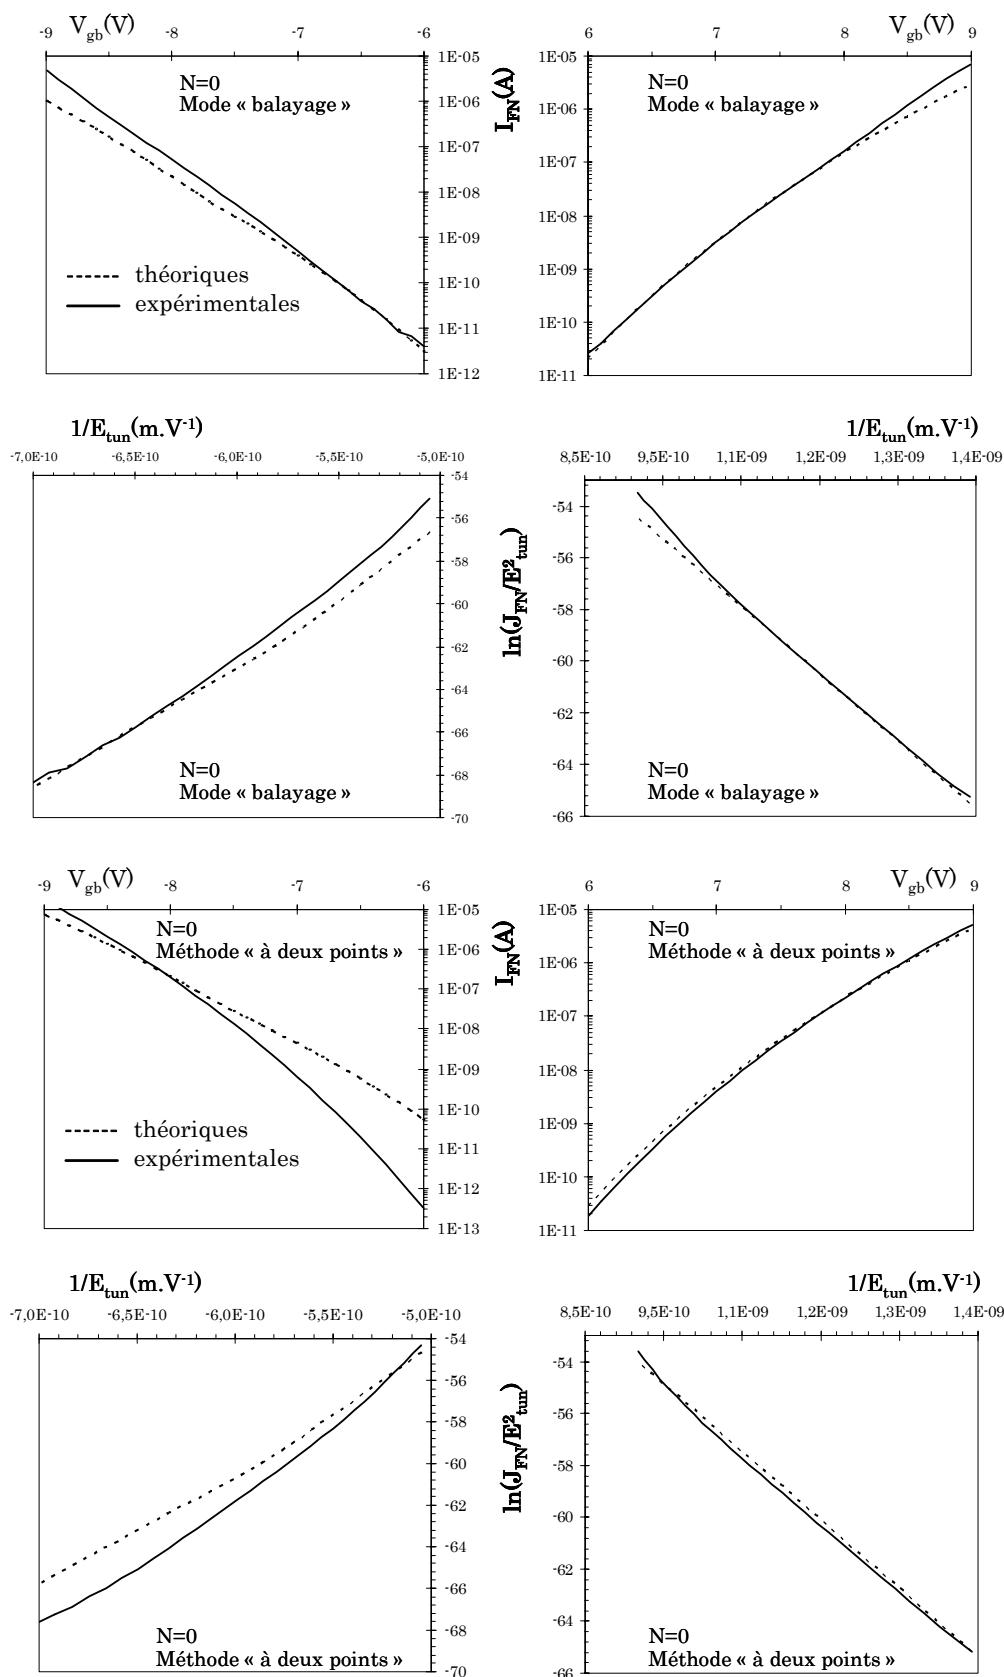 V_gb(V)
-9 -8 -7 -6
1E-05
1E-06
1E-07
1E-08
1E-09
1E-10
1E-11
1E-12
N=0
Mode « balayage »
théoriques
expérimentales
I_FN(A)
6 7 8 9
V_gb(V)
1E-05
1E-06
1E-07
1E-08
1E-09
1E-10
1E-11
N=0
Mode « balayage »
1/E_tun(m.V⁻¹)
-7,0E-10 -6,5E-10 -6,0E-10 -5,5E-10 -5,0E-10
-54
-56
-58
-60
-62
-64
-66
-68
-70
N=0
Mode « balayage »
ln(J_FN/E²_tun)
1/E_tun(m.V⁻¹)
8,5E-10 9,5E-10 1,1E-09 1,2E-09 1,3E-09 1,4E-09
-54
-56
-58
-60
-62
-64
-66
N=0
Mode « balayage »
V_gb(V)
-9 -8 -7 -6
1E-05
1E-06
1E-07
1E-08
1E-09
1E-10
1E-11
1E-12
1E-13
N=0
Méthode « à deux points »
théoriques
expérimentales
I_FN(A)
6 7 8 9
V_gb(V)
1E-05
1E-06
1E-07
1E-08
1E-09
1E-10
1E-11
N=0
Méthode « à deux points »
1/E_tun(m.V⁻¹)
-7,0E-10 -6,5E-10 -6,0E-10 -5,5E-10 -5,0E-10
-54
-56
-58
-60
-62
-64
-66
-68
-70
N=0
Méthode « à deux points »
ln(J_FN/E²_tun)
1/E_tun(m.V⁻¹)
8,5E-10 9,5E-10 1,1E-09 1,2E-09 1,3E-09 1,4E-09
-54
-56
-58
-60
-62
-64
-66
N=0
Méthode « à deux points »